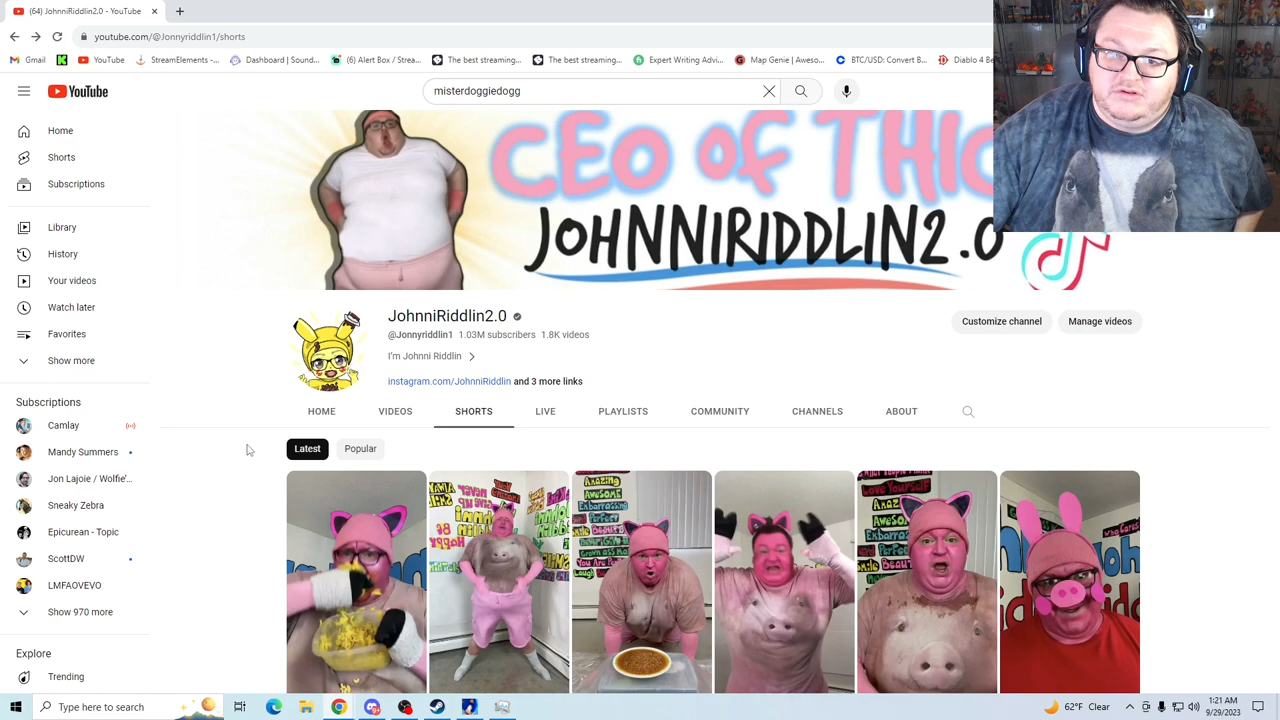 (64) JohnniRiddlin2.0 - YouTube
youtube.com/@Jonnyriddlin1/shorts
Gmail
YouTube
StreamElements -...
Dashboard | Sound...
(6) Alert Box / Strea...
The best streaming...
The best streaming...
Expert Writing Advi...
Map Genie | Aweso...
BTC/USD: Convert B...
Diablo 4 Be
YouTube
misterdoggiedogg
Home
Shorts
Subscriptions
Library
History
Your videos
Watch later
Favorites
Show more
Subscriptions
Camlay
Mandy Summers
Jon Lajoie / Wolfie'...
Sneaky Zebra
Epicurean - Topic
ScottDW
LMFAOVEVO
Show 970 more
Explore
Trending
CEO OF THIC
JOHNNIRIDDLIN2.0
JohnniRiddlin2.0
@Jonnyriddlin1 1.03M subscribers 1.8K videos
I'm Johnni Riddlin
instagram.com/JohnniRiddlin and 3 more links
Customize channel
Manage videos
HOME
VIDEOS
SHORTS
LIVE
PLAYLISTS
COMMUNITY
CHANNELS
ABOUT
Latest
Popular
Type here to search
62°F Clear
1:21 AM
9/29/2023